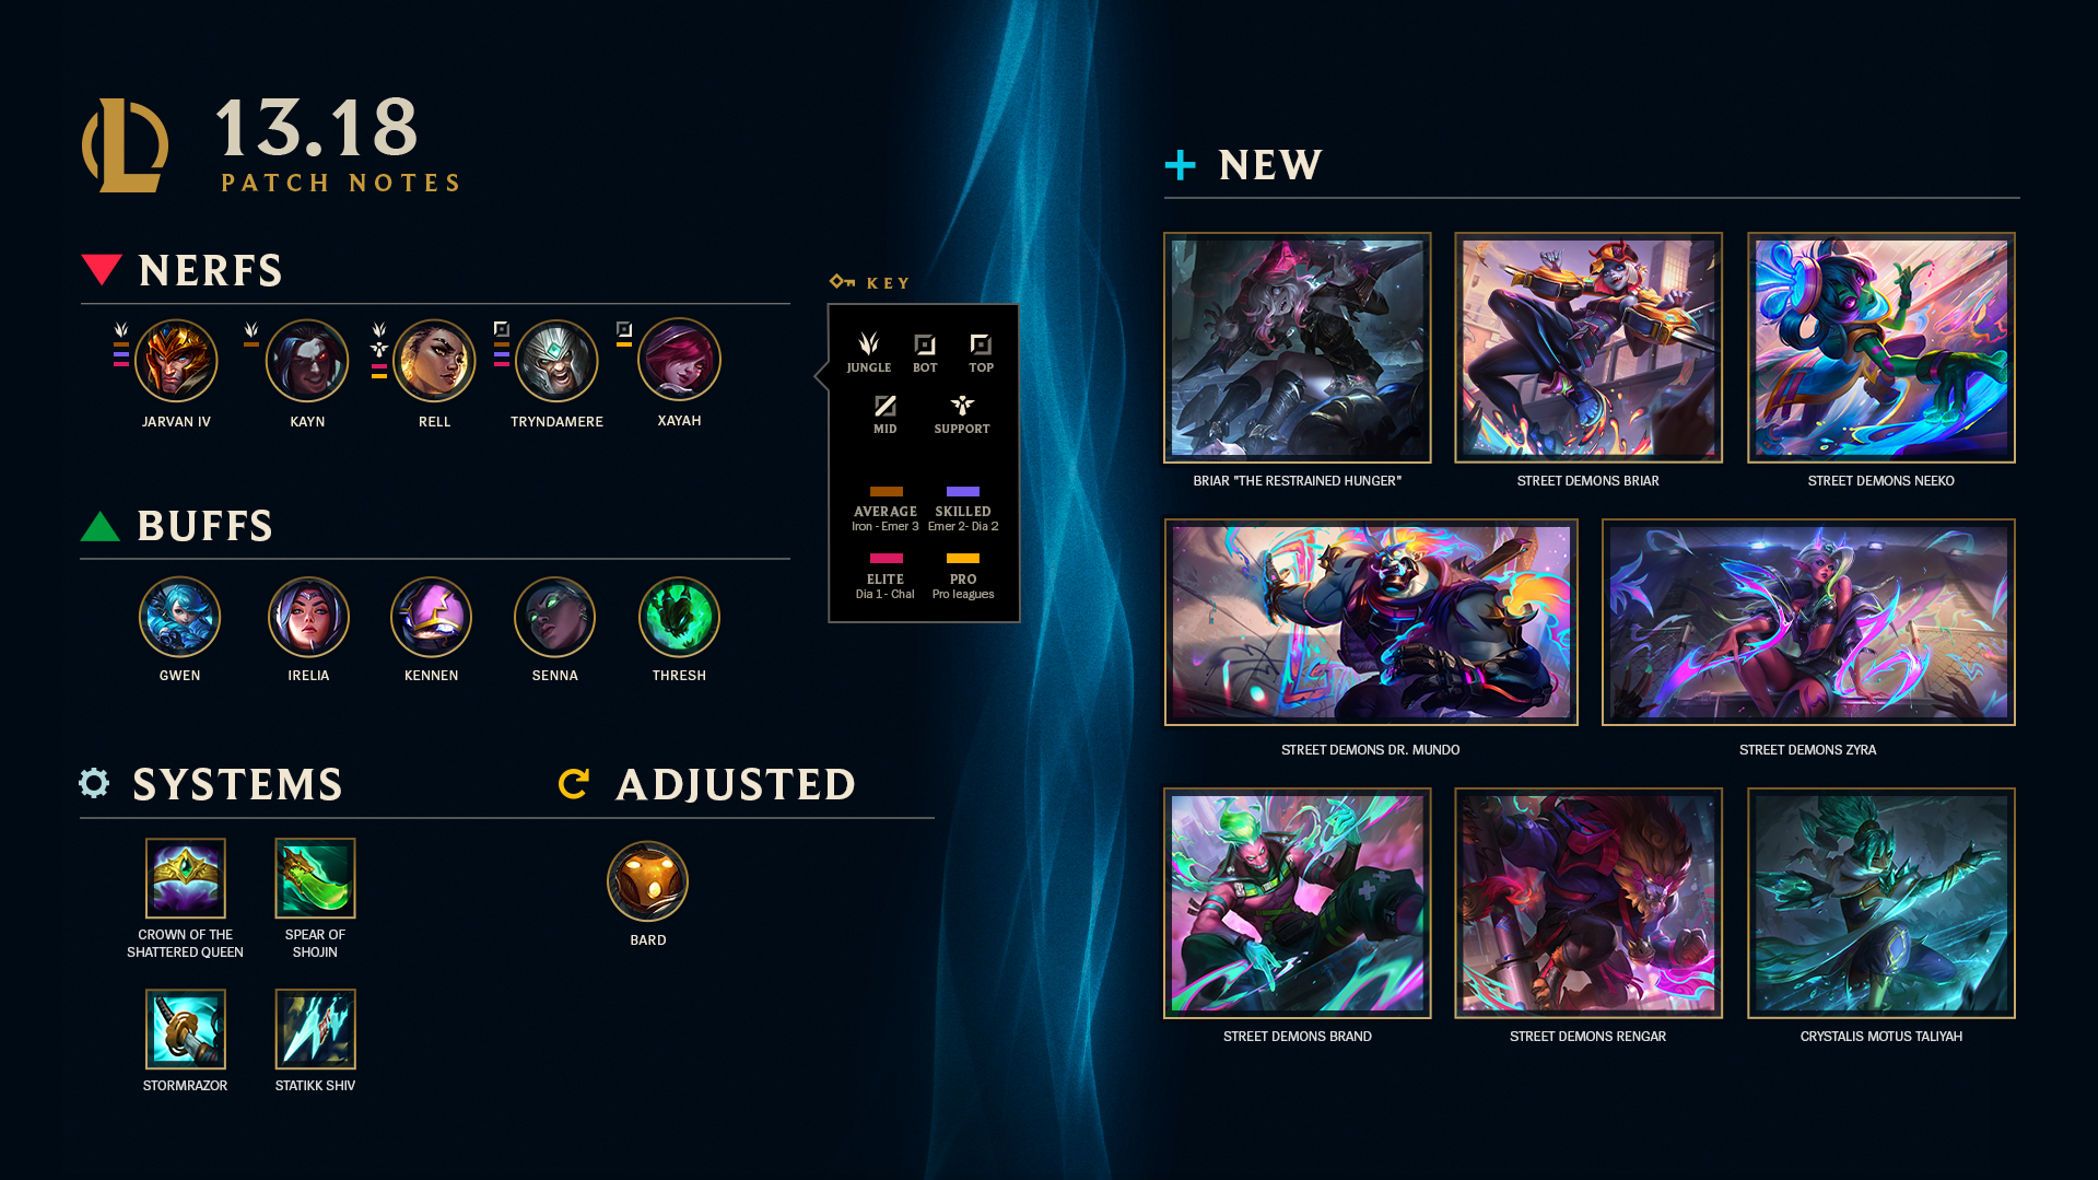 13.18
PATCH NOTES
NERFS
JARVAN IV
KAYN
RELL
TRYNDAMERE
XAYAH
KEY
JUNGLE
BOT
TOP
MID
SUPPORT
AVERAGE
Iron - Emer 3
SKILLED
Emer 2- Dia 2
ELITE
Dia 1 - Chal
PRO
Pro leagues
BUFFS
GWEN
IRELIA
KENNEN
SENNA
THRESH
SYSTEMS
CROWN OF THE
SHATTERED QUEEN
SPEAR OF
SHOJIN
STORMRAZOR
STATIKK SHIV
ADJUSTED
BARD
NEW
BRIAR "THE RESTRAINED HUNGER"
STREET DEMONS BRIAR
STREET DEMONS NEEKO
STREET DEMONS DR. MUNDO
STREET DEMONS ZYRA
STREET DEMONS BRAND
STREET DEMONS RENGAR
CRYSTALIS MOTUS TALIYAH